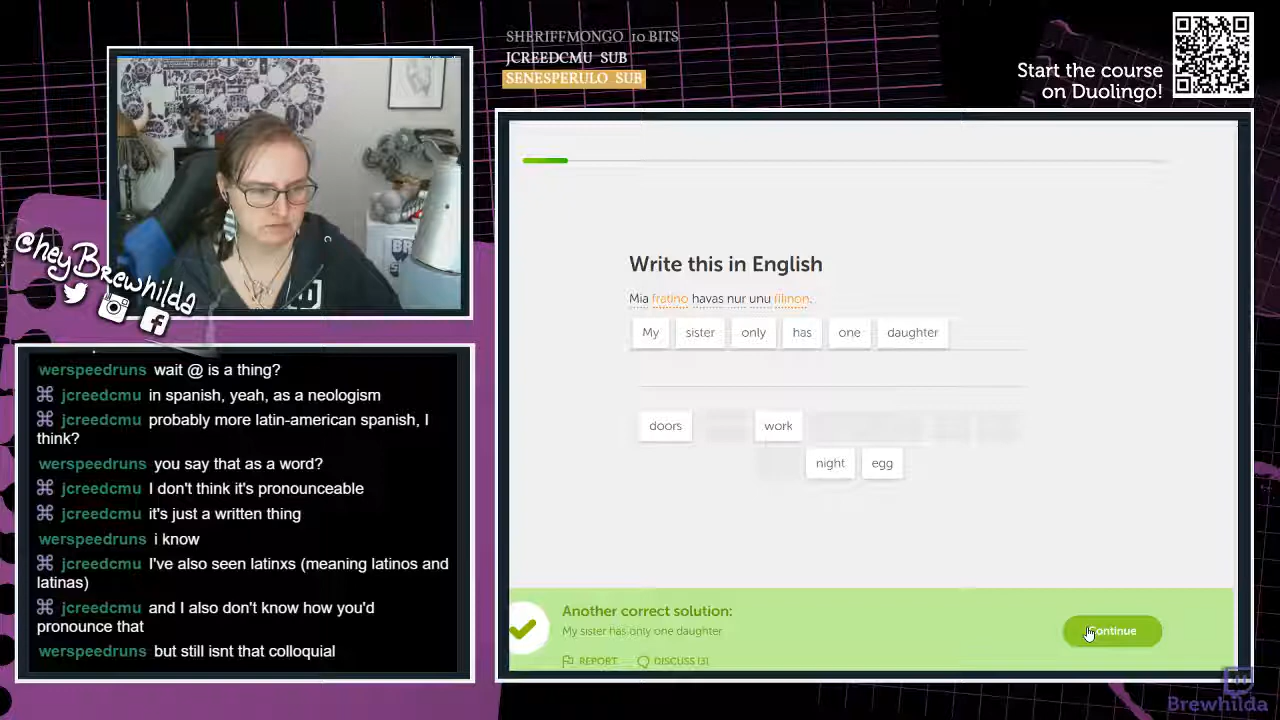 SHERIFFMONGO 10 BITS
JCREEDCMU SUB
SENESPERULO SUB
Start the course
on Duolingo!
@heyBrewhilda
werspeedruns wait @ is a thing?
jcreedcmu in spanish, yeah, as a neologism
jcreedcmu probably more latin-american spanish, I
think?
werspeedruns you say that as a word?
jcreedcmu I don't think it's pronounceable
jcreedcmu it's just a written thing
werspeedruns i know
jcreedcmu I've also seen latinxs (meaning latinos and
latinas)
jcreedcmu and I also don't know how you'd
pronounce that
werspeedruns but still isnt that colloquial
Write this in English
Mia fratino havas nur unu filinon.
My sister only has one daughter
doors work
night egg
Another correct solution:
My sister has only one daughter
REPORT DISCUSS (3)
Continue
Brewhilda